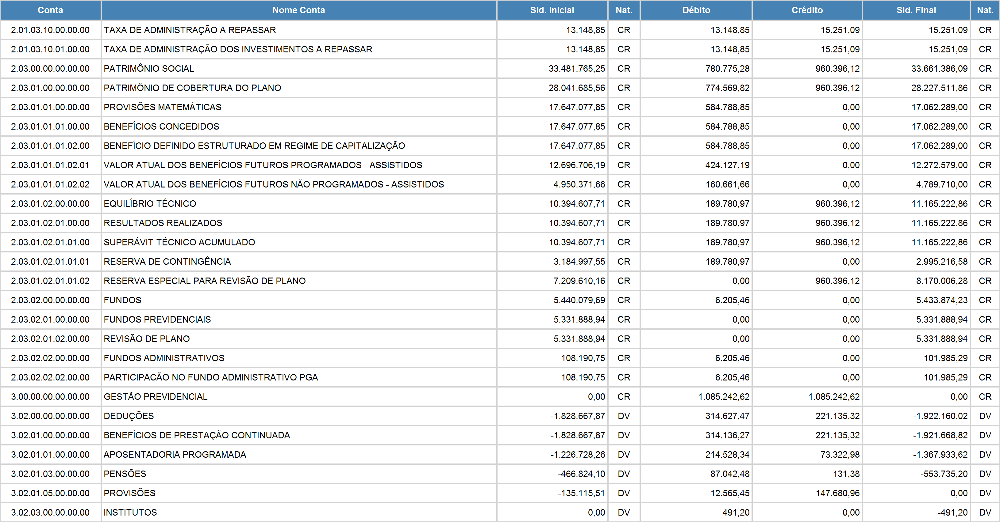 Conta Nome Conta Sld. Inicial Nat. Débito Crédito Sld. Final Nat.
2.01.03.10.00.00.00 TAXA DE ADMINISTRAÇÃO A REPASSAR 13.148,85 CR 13.148,85 15.251,09 15.251,09 CR
2.01.03.10.01.00.00 TAXA DE ADMINISTRAÇÃO DOS INVESTIMENTOS A REPASSAR 13.148,85 CR 13.148,85 15.251,09 15.251,09 CR
2.03.00.00.00.00.00 PATRIMÔNIO SOCIAL 33.481.765,25 CR 780.775,28 960.396,12 33.661.386,09 CR
2.03.01.00.00.00.00 PATRIMÔNIO DE COBERTURA DO PLANO 28.041.685,56 CR 774.569,82 960.396,12 28.227.511,86 CR
2.03.01.01.00.00.00 PROVISÕES MATEMÁTICAS 17.647.077,85 CR 584.788,85 0,00 17.062.289,00 CR
2.03.01.01.01.00.00 BENEFÍCIOS CONCEDIDOS 17.647.077,85 CR 584.788,85 0,00 17.062.289,00 CR
2.03.01.01.01.02.00 BENEFÍCIO DEFINIDO ESTRUTURADO EM REGIME DE CAPITALIZAÇÃO 17.647.077,85 CR 584.788,85 0,00 17.062.289,00 CR
2.03.01.01.01.02.01 VALOR ATUAL DOS BENEFÍCIOS FUTUROS PROGRAMADOS - ASSISTIDOS 12.696.706,19 CR 424.127,19 0,00 12.272.579,00 CR
2.03.01.01.01.02.02 VALOR ATUAL DOS BENEFÍCIOS FUTUROS NÃO PROGRAMADOS - ASSISTIDOS 4.950.371,66 CR 160.661,66 0,00 4.789.710,00 CR
2.03.01.02.00.00.00 EQUILÍBRIO TÉCNICO 10.394.607,71 CR 189.780,97 960.396,12 11.165.222,86 CR
2.03.01.02.01.00.00 RESULTADOS REALIZADOS 10.394.607,71 CR 189.780,97 960.396,12 11.165.222,86 CR
2.03.01.02.01.01.00 SUPERÁVIT TÉCNICO ACUMULADO 10.394.607,71 CR 189.780,97 960.396,12 11.165.222,86 CR
2.03.01.02.01.01.01 RESERVA DE CONTINGÊNCIA 3.184.997,55 CR 189.780,97 0,00 2.995.216,58 CR
2.03.01.02.01.01.02 RESERVA ESPECIAL PARA REVISÃO DE PLANO 7.209.610,16 CR 0,00 960.396,12 8.170.006,28 CR
2.03.02.00.00.00.00 FUNDOS 5.440.079,69 CR 6.205,46 0,00 5.433.874,23 CR
2.03.02.01.00.00.00 FUNDOS PREVIDENCIAIS 5.331.888,94 CR 0,00 0,00 5.331.888,94 CR
2.03.02.01.02.00.00 REVISÃO DE PLANO 5.331.888,94 CR 0,00 0,00 5.331.888,94 CR
2.03.02.02.00.00.00 FUNDOS ADMINISTRATIVOS 108.190,75 CR 6.205,46 0,00 101.985,29 CR
2.03.02.02.02.00.00 PARTICIPACÃO NO FUNDO ADMINISTRATIVO PGA 108.190,75 CR 6.205,46 0,00 101.985,29 CR
3.00.00.00.00.00.00 GESTÃO PREVIDENCIAL 0,00 CR 1.085.242,62 1.085.242,62 0,00 CR
3.02.00.00.00.00.00 DEDUÇÕES -1.828.667,87 DV 314.627,47 221.135,32 -1.922.160,02 DV
3.02.01.00.00.00.00 BENEFÍCIOS DE PRESTAÇÃO CONTINUADA -1.828.667,87 DV 314.136,27 221.135,32 -1.921.668,82 DV
3.02.01.01.00.00.00 APOSENTADORIA PROGRAMADA -1.226.728,26 DV 214.528,34 73.322,98 -1.367.933,62 DV
3.02.01.03.00.00.00 PENSÕES -466.824,10 DV 87.042,48 131,38 -553.735,20 DV
3.02.01.05.00.00.00 PROVISÕES -135.115,51 DV 12.565,45 147.680,96 0,00 DV
3.02.03.00.00.00.00 INSTITUTOS 0,00 DV 491,20 0,00 -491,20 DV